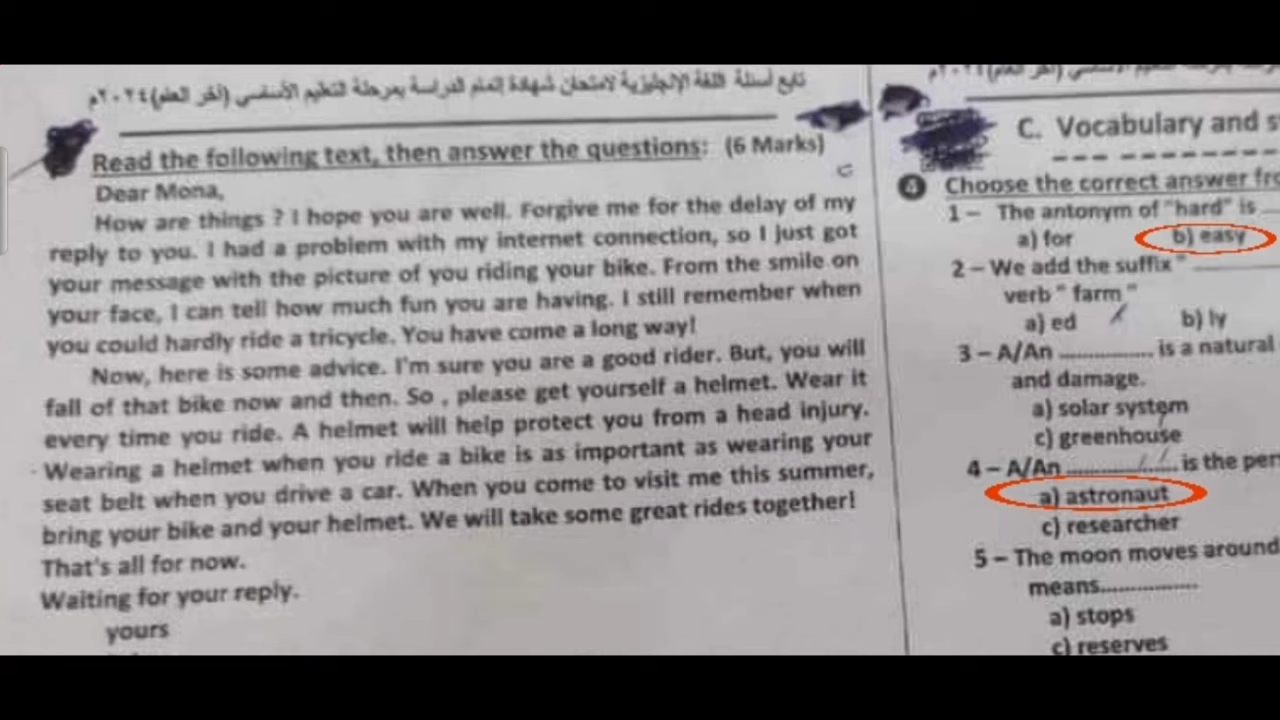 تابع أسئلة اللغة الإنجليزية لامتحان شهادة إتمام الدراسة بمرحلة التعليم الأساسي (آخر العام) ٢٠٢٤م
Read the following text, then answer the questions: (6 Marks)
Dear Mona,
How are things ? I hope you are well. Forgive me for the delay of my
reply to you. I had a problem with my internet connection, so I just got
your message with the picture of you riding your bike. From the smile on
your face, I can tell how much fun you are having. I still remember when
you could hardly ride a tricycle. You have come a long way!
Now, here is some advice. I'm sure you are a good rider. But, you will
fall of that bike now and then. So , please get yourself a helmet. Wear it
every time you ride. A helmet will help protect you from a head injury.
Wearing a helmet when you ride a bike is as important as wearing your
seat belt when you drive a car. When you come to visit me this summer,
bring your bike and your helmet. We will take some great rides together!
That's all for now.
Waiting for your reply.
yours
C. Vocabulary and
4 Choose the correct answer
1 – The antonym of "hard" is
a) for b) easy
2 – We add the suffix "
verb " farm "
a) ed b) ly
3 – A/An ............... is a natural
and damage.
a) solar system
c) greenhouse
4 – A/An ............... is the
a) astronaut
c) researcher
5 – The moon moves around
means...............
a) stops
c) reserves